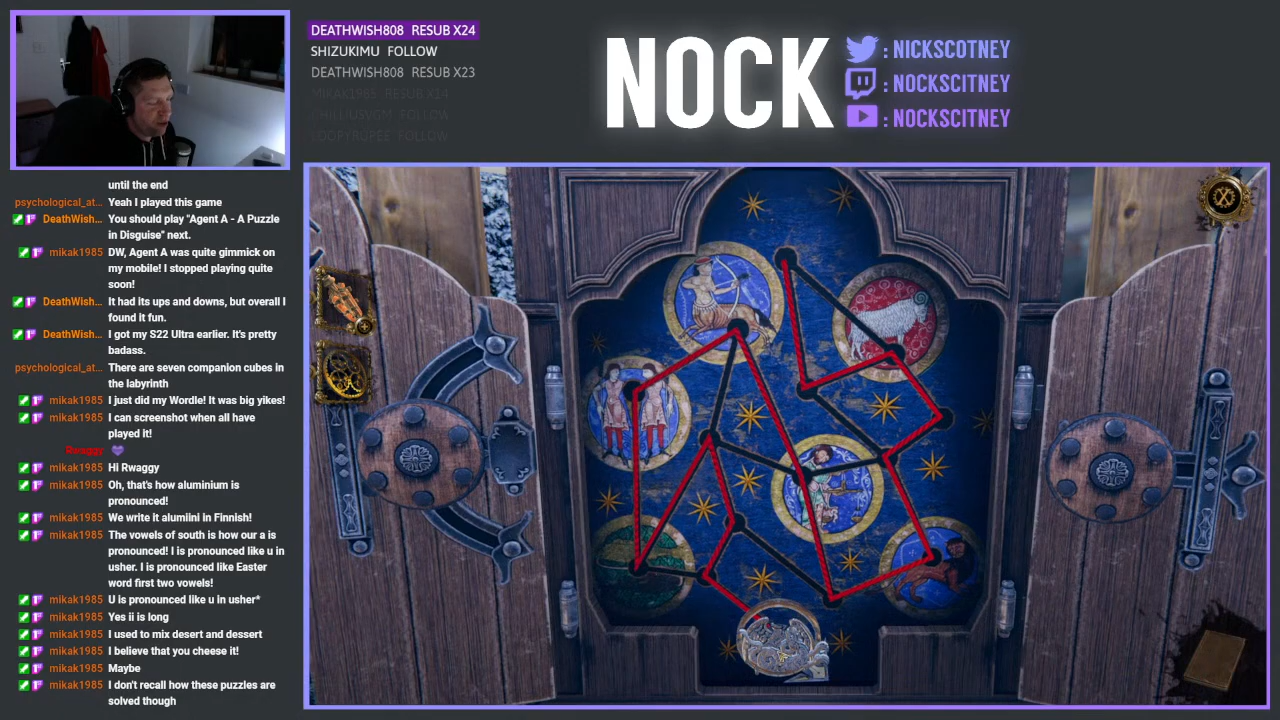 DEATHWISH808 RESUB X24
SHIZUKIMU FOLLOW
DEATHWISH808 RESUB X23
MIKAK1985 RESUB X14
LOOPYRUPEE FOLLOW
NOCK
: NICKSCOTNEY
: NOCKSCITNEY
: NOCKSCITNEY
until the end
psychological_at... Yeah I played this game
DeathWish... You should play "Agent A - A Puzzle
in Disguise" next.
mikak1985 DW, Agent A was quite gimmick on
my mobile! I stopped playing quite
soon!
DeathWish... It had its ups and downs, but overall I
found it fun.
DeathWish... I got my S22 Ultra earlier. It's pretty
badass.
psychological_at... There are seven companion cubes in
the labyrinth
mikak1985 I just did my Wordle! It was big yikes!
mikak1985 I can screenshot when all have
played it!
Rwaggy
mikak1985 Hi Rwaggy
mikak1985 Oh, that's how aluminium is
pronounced!
mikak1985 We write it alumiini in Finnish!
mikak1985 The vowels of south is how our a is
pronounced! I is pronounced like u in
usher. I is pronounced like Easter
word first two vowels!
mikak1985 U is pronounced like u in usher*
mikak1985 Yes ii is long
mikak1985 I used to mix desert and dessert
mikak1985 I believe that you cheese it!
mikak1985 Maybe
mikak1985 I don't recall how these puzzles are
solved though